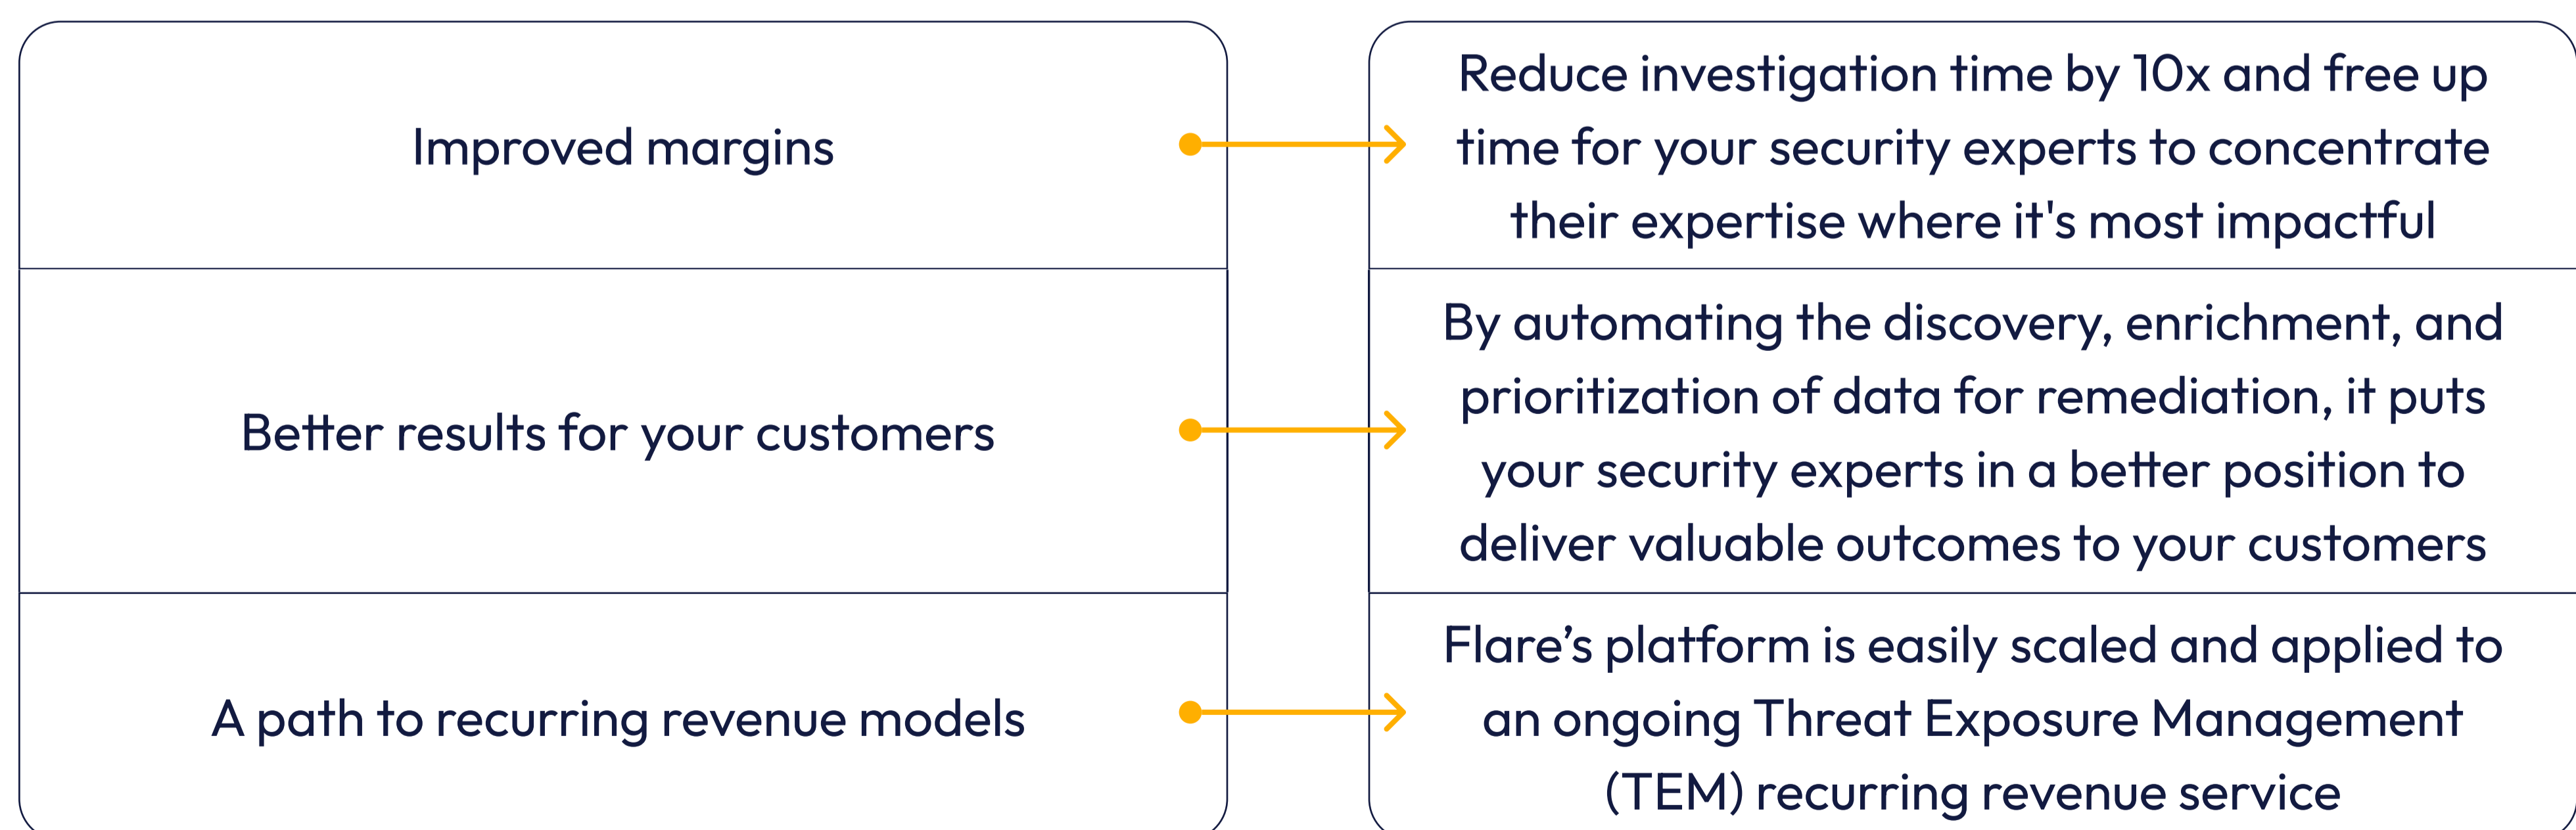 Improved margins
Reduce investigation time by 10x and free up
time for your security experts to concentrate
their expertise where it's most impactful
Better results for your customers
By automating the discovery, enrichment, and
prioritization of data for remediation, it puts
your security experts in a better position to
deliver valuable outcomes to your customers
A path to recurring revenue models
Flare’s platform is easily scaled and applied to
an ongoing Threat Exposure Management
(TEM) recurring revenue service